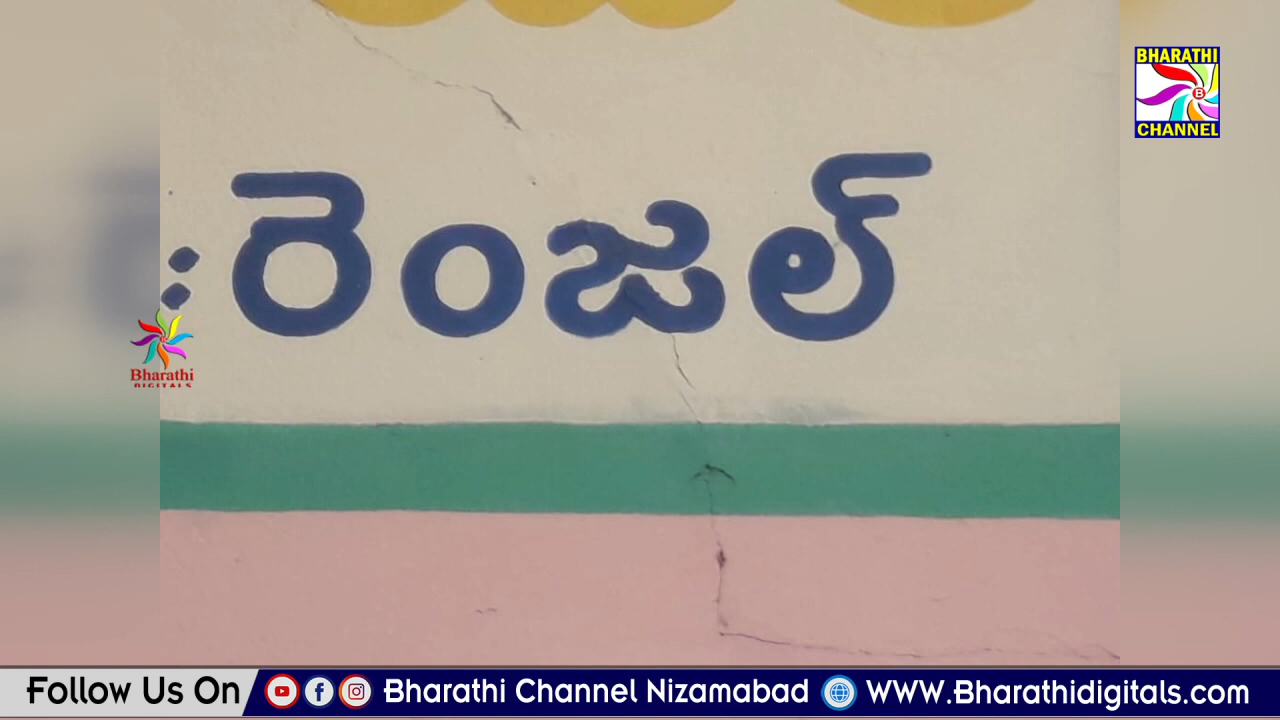 BHARATHI
B
CHANNEL
: రెంజల్
Bharathi
DIGITALS
Follow Us On Bharathi Channel Nizamabad WWW.Bharathidigitals.com